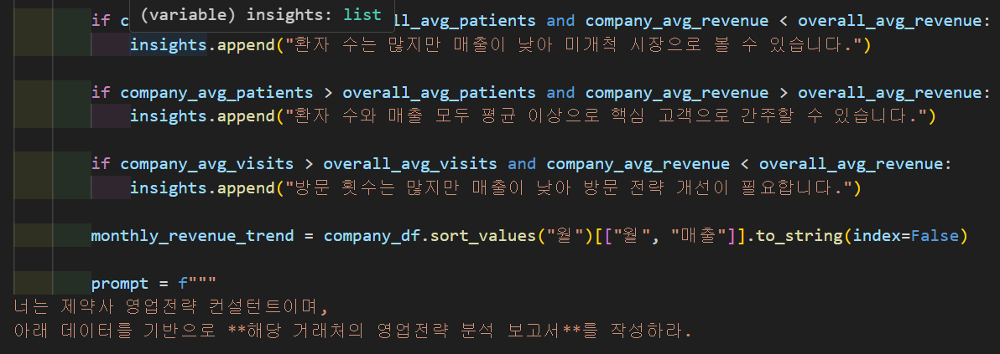 if c (variable) insights: list ll_avg_patients and company_avg_revenue < overall_avg_revenue:
insights.append("환자 수는 많지만 매출이 낮아 미개척 시장으로 볼 수 있습니다.")
if company_avg_patients > overall_avg_patients and company_avg_revenue > overall_avg_revenue:
insights.append("환자 수와 매출 모두 평균 이상으로 핵심 고객으로 간주할 수 있습니다.")
if company_avg_visits > overall_avg_visits and company_avg_revenue < overall_avg_revenue:
insights.append("방문 횟수는 많지만 매출이 낮아 방문 전략 개선이 필요합니다.")
monthly_revenue_trend = company_df.sort_values("월")[["월", "매출"]].to_string(index=False)
prompt = f"""
너는 제약사 영업전략 컨설턴트이며,
아래 데이터를 기반으로 **해당 거래처의 영업전략 분석 보고서**를 작성하라.